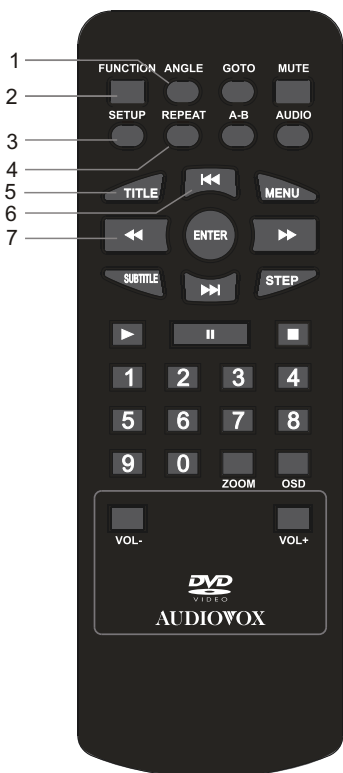 1
2
3
4
5
6
7
FUNCTION ANGLE GOTO MUTE
SETUP REPEAT A-B AUDIO
TITLE MENU
ENTER
SUBTITLE STEP
1 2 3 4
5 6 7 8
9 0
ZOOM OSD
VOL- VOL+
DVD
VIDEO
AUDIOVOX